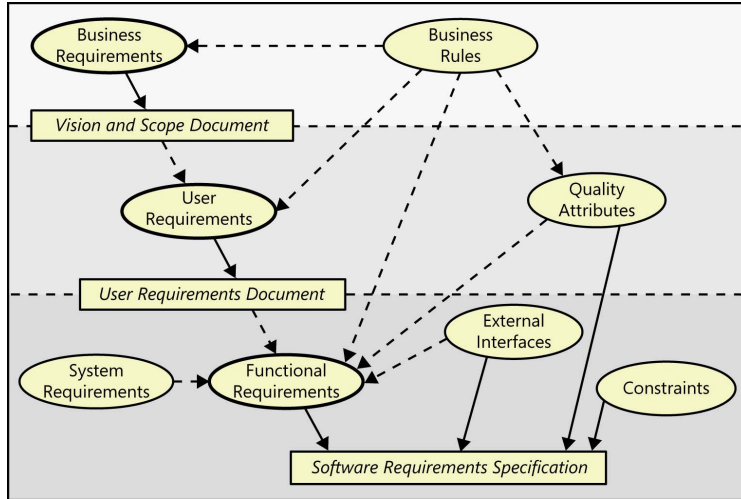 Business
Requirements
Business
Rules
Vision and Scope Document
User
Requirements
Quality
Attributes
User Requirements Document
External
Interfaces
System
Requirements
Functional
Requirements
Constraints
Software Requirements Specification